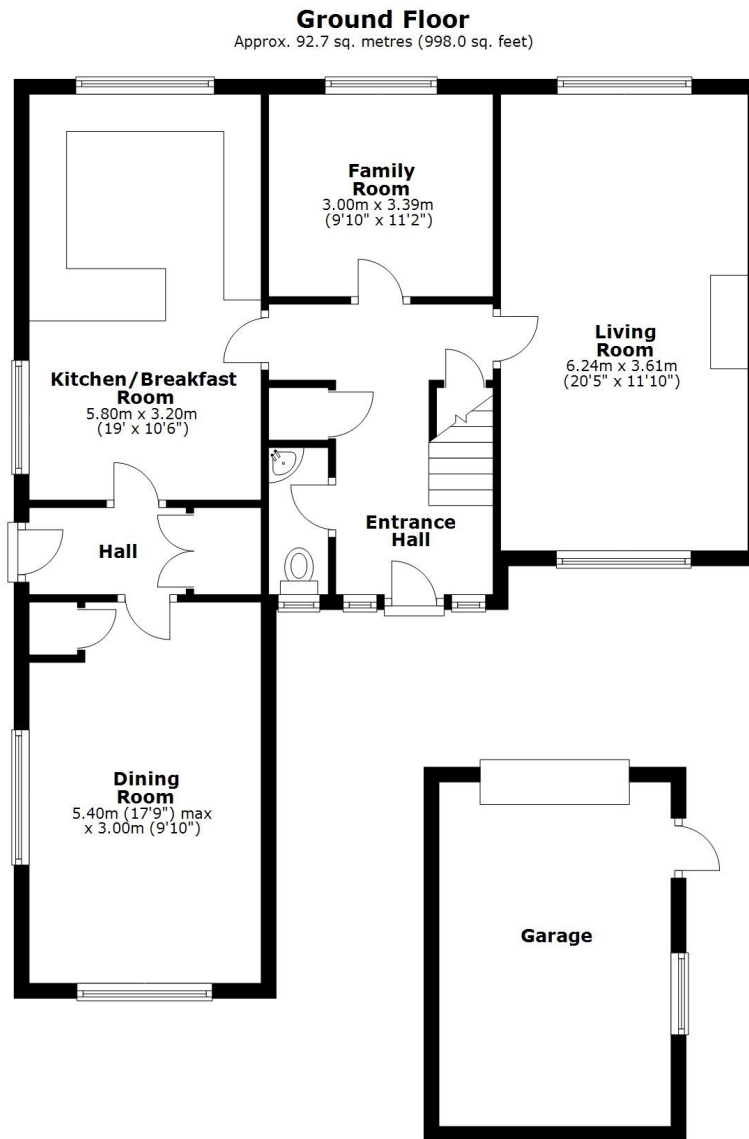 Ground Floor
Approx. 92.7 sq. metres (998.0 sq. feet)
Family
Room
3.00m x 3.39m
(9'10" x 11'2")
Living
Room
6.24m x 3.61m
(20'5" x 11'10")
Kitchen/Breakfast
Room
5.80m x 3.20m
(19' x 10'6")
Entrance
Hall
Hall
Dining
Room
5.40m (17'9") max
x 3.00m (9'10")
Garage